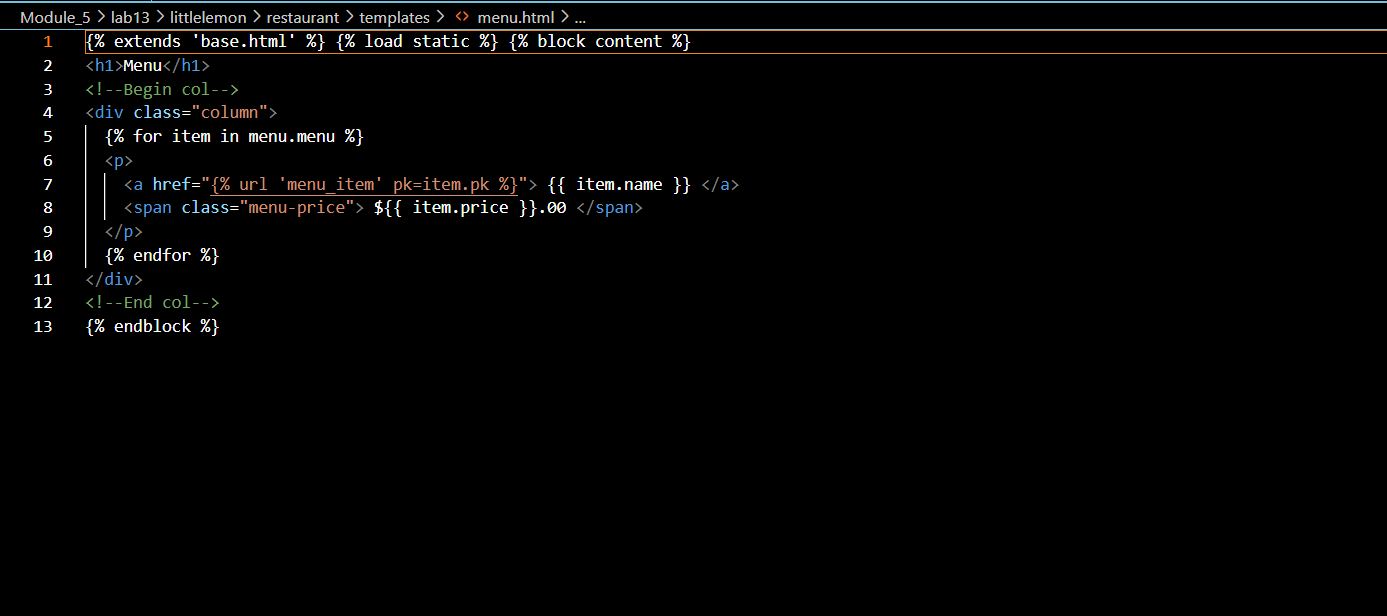 Module_5 > lab13 > littlelemon > restaurant > templates > <> menu.html > ...
1 {% extends 'base.html' %} {% load static %} {% block content %}
2 <h1>Menu</h1>
3 <!--Begin col-->
4 <div class="column">
5 {% for item in menu.menu %}
6 <p>
7 <a href="{% url 'menu_item' pk=item.pk %}"> {{ item.name }} </a>
8 <span class="menu-price"> ${{ item.price }}.00 </span>
9 </p>
10 {% endfor %}
11 </div>
12 <!--End col-->
13 {% endblock %}